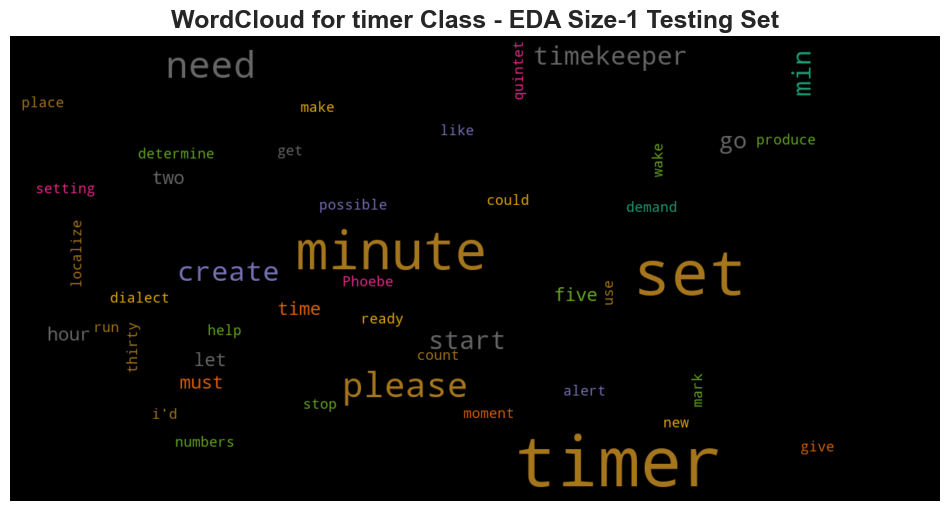 WordCloud for timer Class - EDA Size-1 Testing Set
need
timekeeper
quintet
min
place
make
like
go
produce
determine
get
wake
two
setting
possible
could
demand
localize
minute
create
set
Phoebe
dialect
five
use
time
ready
hour
run
thirty
help
start
let
count
must
please
alert
mark
stop
i'd
moment
new
numbers
timer
give